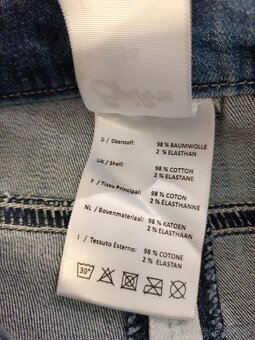 D / Oberstoff: 98 % BAUMWOLLE
2 % ELASTHAN
UK / Shell: 98 % COTTON
2 % ELASTANE
F / Tissu Principal: 98 % COTON
2 % ÉLASTHANNE
NL / Bovenmateriaal: 98 % KATOEN
2 % ELASTHAAN
I / Tessuto Esterno: 98 % COTONE
2 % ELASTAN
30°